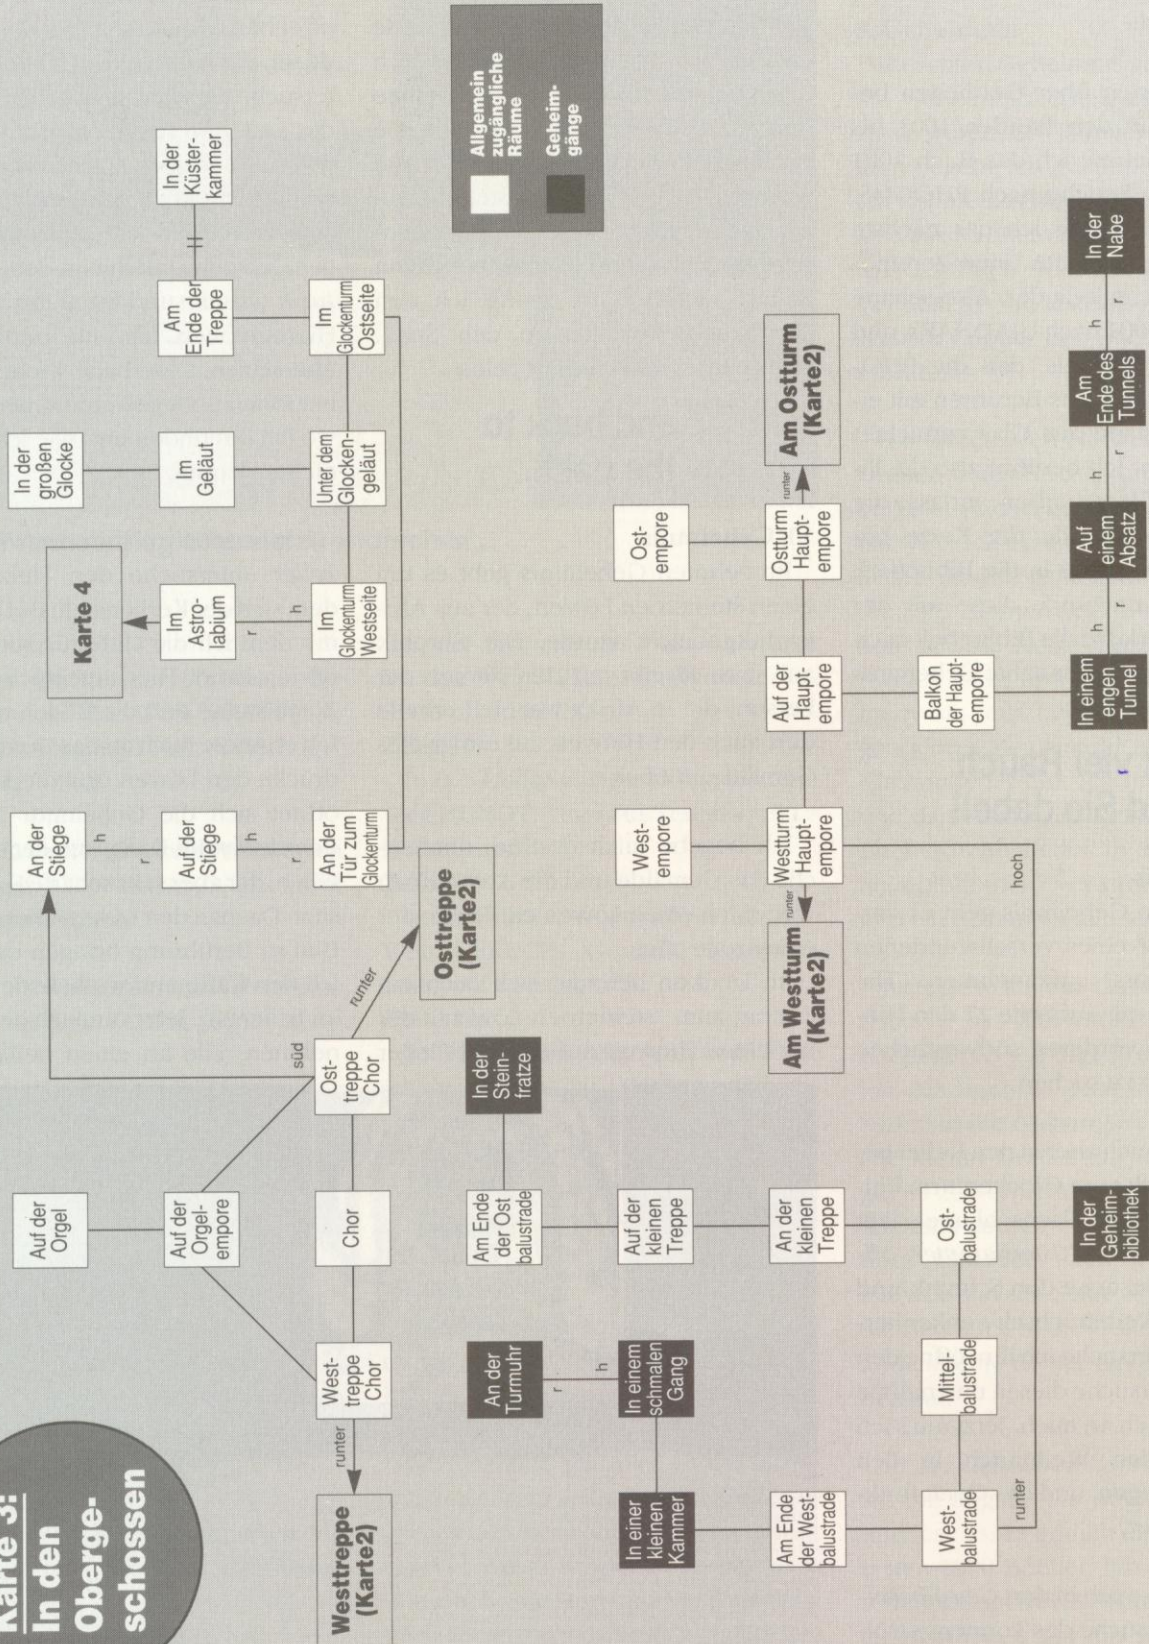 Karte 3:
In den
Oberge-
schossen
Westtreppe
(Karte2)
runter
West-
treppe
Chor
Chor
Auf der
Orgel-
empore
Auf der
Orgel
Ost-
treppe
Chor
süd
runter
Osttreppe
(Karte2)
An der
Stiege
r
h
Auf der
Stiege
r
h
An der
Tür zum
Glockenturm
Karte 4
Im
Astro-
labium
r
h
Im
Glockenturm
Westseite
In der
großen
Glocke
Im
Geläut
Unter dem
Glocken-
geläut
Im
Glockenturm
Ostseite
Am
Ende der
Treppe
In der
Küster-
kammer
Allgemein
zugängliche
Räume
Geheim-
gänge
An der
Turmuhr
r
h
In einem
schmalen
Gang
In einer
kleinen
Kammer
Am Ende
der West-
balustrade
West-
balustrade
runter
Mittel-
balustrade
Ost-
balustrade
In der
Geheim-
bibliothek
An der
kleinen
Treppe
Auf der
kleinen
Treppe
Am Ende
der Ost
balustrade
In der
Stein-
fratze
hoch
Am Westturm
(Karte2)
runter
Westturm
Haupt-
empore
West-
empore
Auf der
Haupt-
empore
Balkon
der Haupt-
empore
Ostturm
Haupt-
empore
Ost-
empore
runter
Am Ostturm
(Karte2)
In einem
engen
Tunnel
h
r
Auf
einem
Absatz
h
r
Am
Ende des
Tunnels
h
r
In der
Nabe